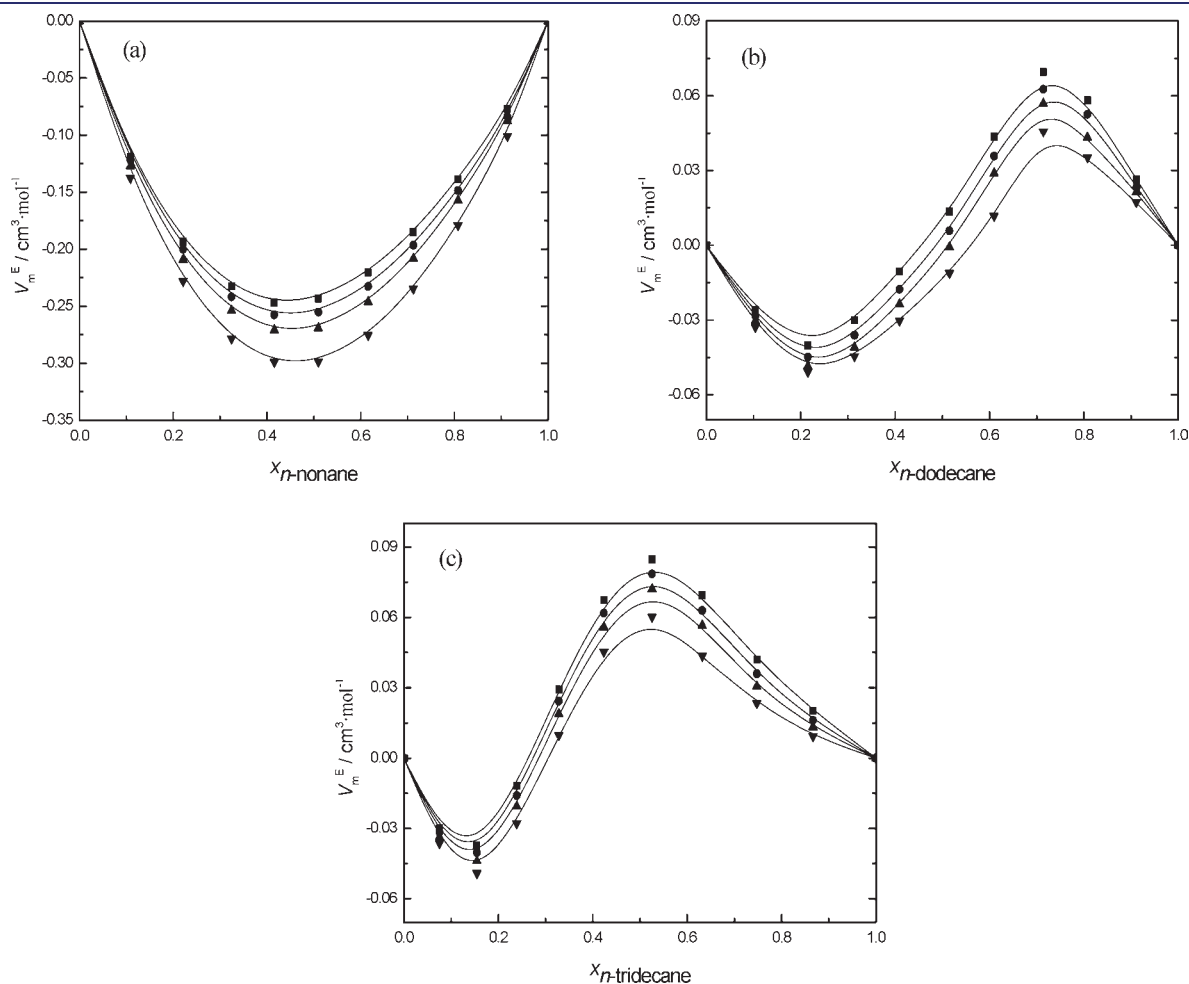 (a)
0.00
-0.05
-0.10
-0.15
-0.20
-0.25
-0.30
-0.35
V_m^E / cm³·mol⁻¹
0.0 0.2 0.4 0.6 0.8 1.0
x_n-nonane
(b)
0.09
0.06
0.03
0.00
-0.03
-0.06
V_m^E / cm³·mol⁻¹
0.0 0.2 0.4 0.6 0.8 1.0
x_n-dodecane
(c)
0.09
0.06
0.03
0.00
-0.03
-0.06
V_m^E / cm³·mol⁻¹
0.0 0.2 0.4 0.6 0.8 1.0
x_n-tridecane